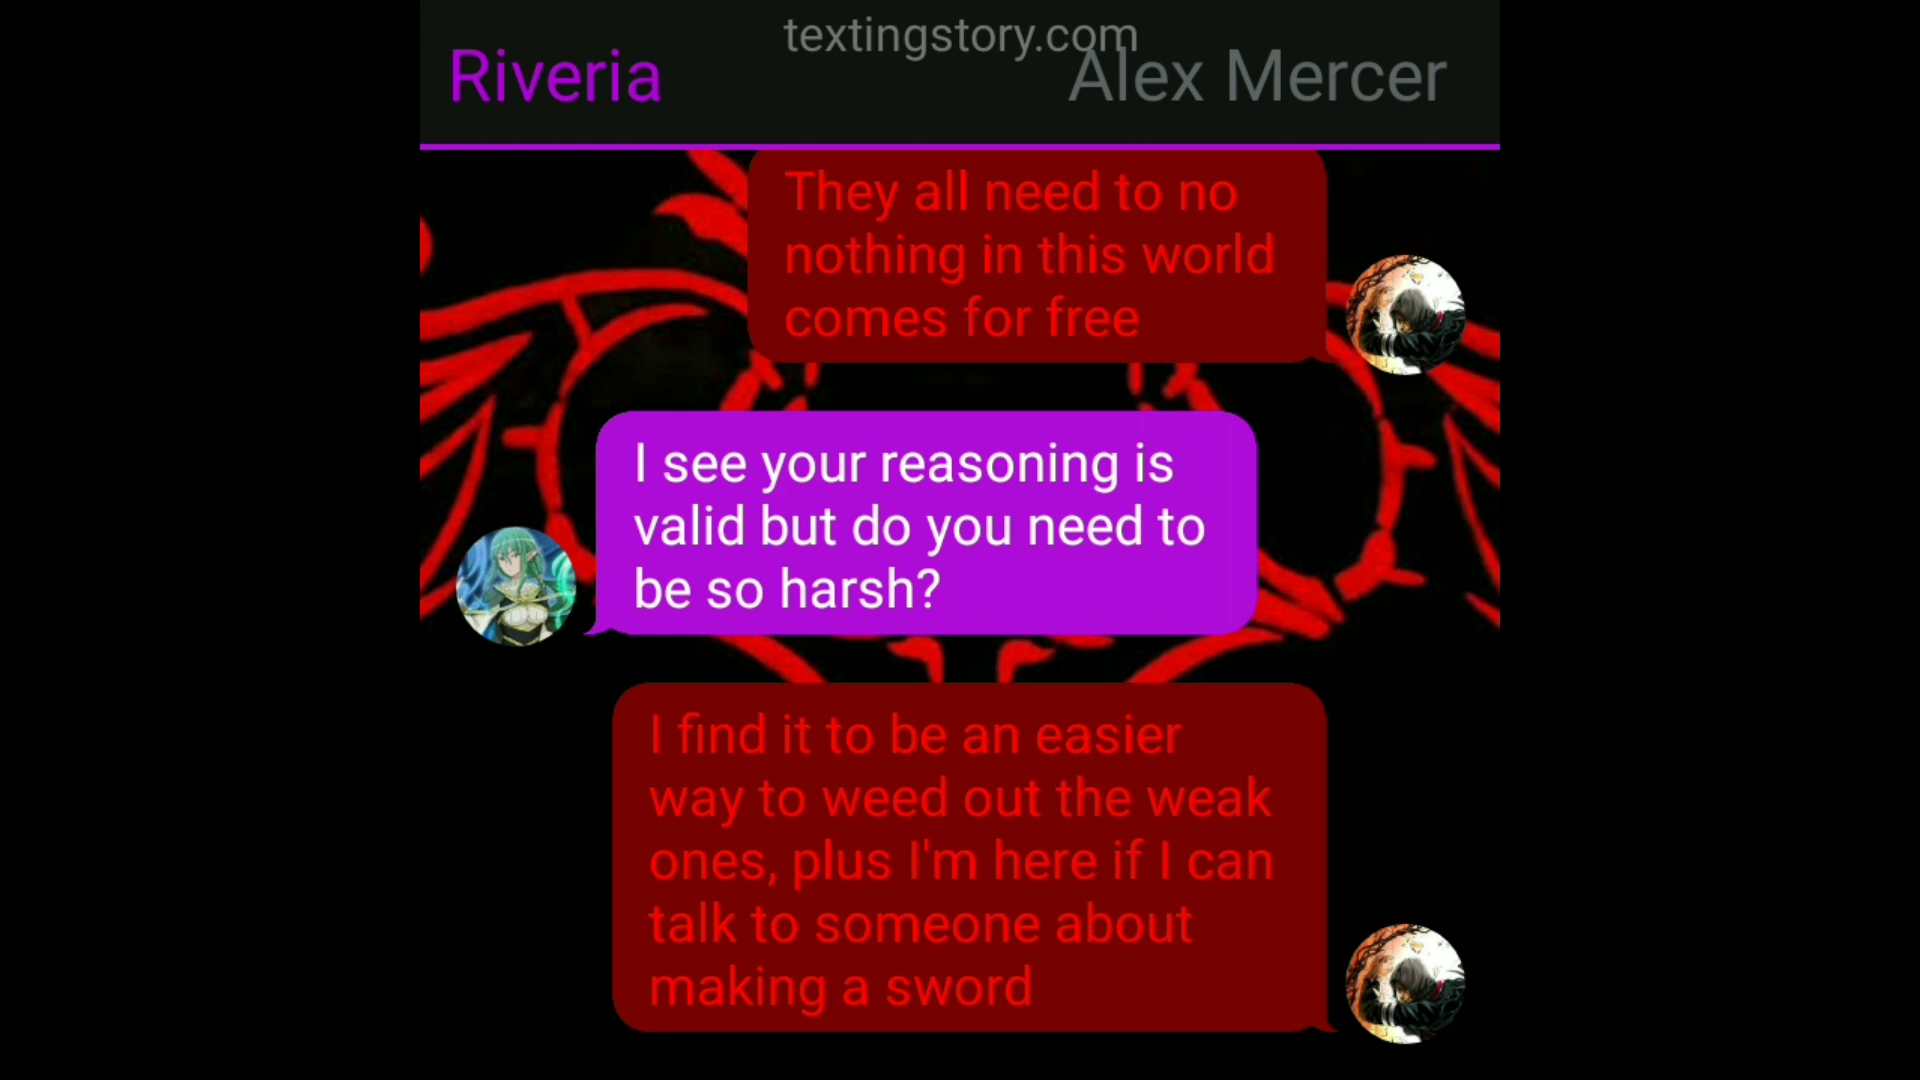 textingstory.com
Riveria
Alex Mercer
They all need to no
nothing in this world
comes for free
I see your reasoning is
valid but do you need to
be so harsh?
I find it to be an easier
way to weed out the weak
ones, plus I'm here if I can
talk to someone about
making a sword